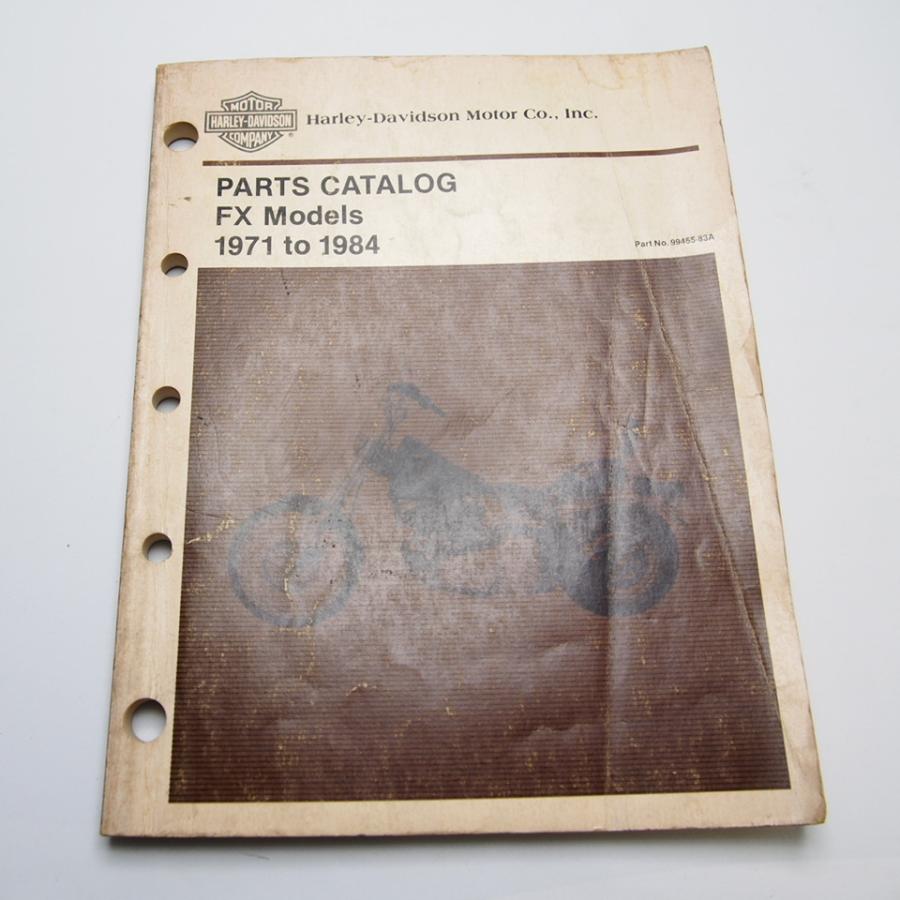 MOTOR
HARLEY-DAVIDSON
COMPANY
®
Harley-Davidson Motor Co., Inc.
PARTS CATALOG
FX Models
1971 to 1984
Part No. 99455-83A